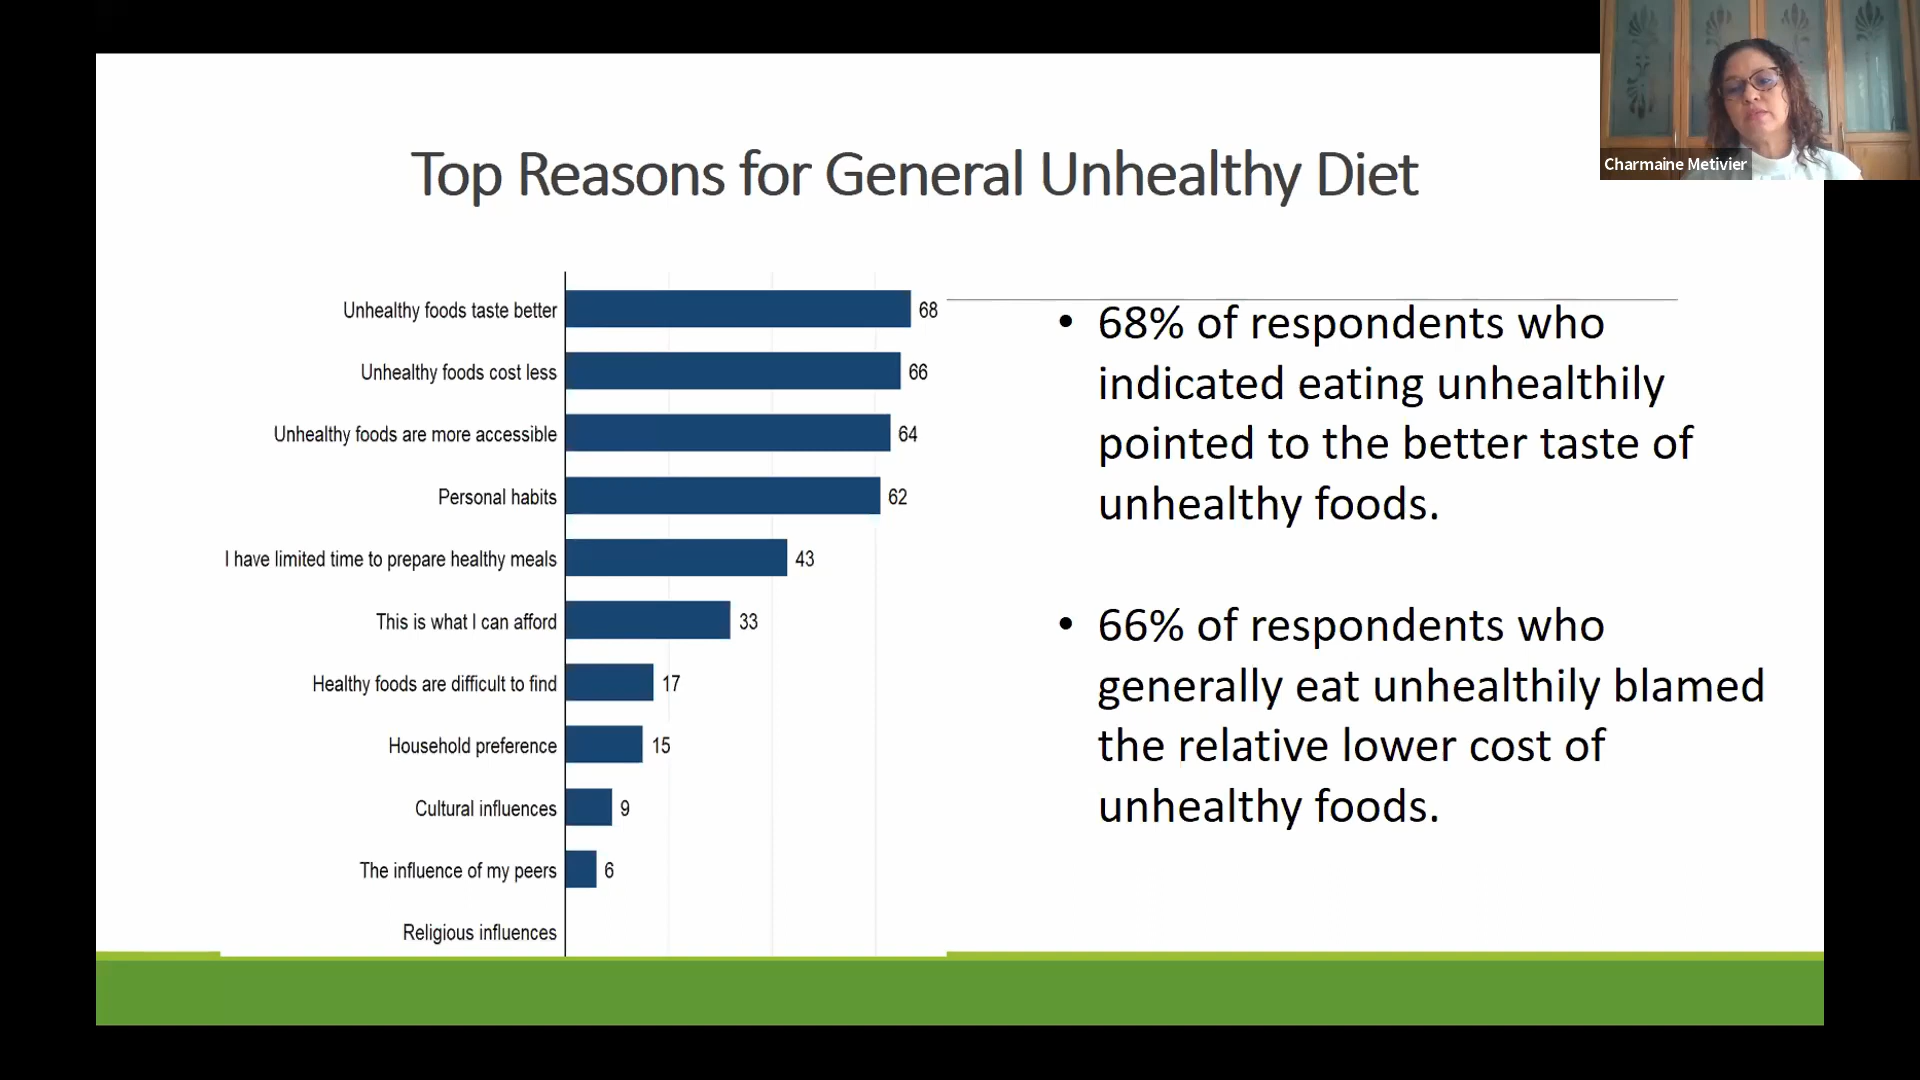 Charmaine Metivier
Top Reasons for General Unhealthy Diet
Unhealthy foods taste better 68
Unhealthy foods cost less 66
Unhealthy foods are more accessible 64
Personal habits 62
I have limited time to prepare healthy meals 43
This is what I can afford 33
Healthy foods are difficult to find 17
Household preference 15
Cultural influences 9
The influence of my peers 6
Religious influences
• 68% of respondents who
indicated eating unhealthily
pointed to the better taste of
unhealthy foods.
• 66% of respondents who
generally eat unhealthily blamed
the relative lower cost of
unhealthy foods.